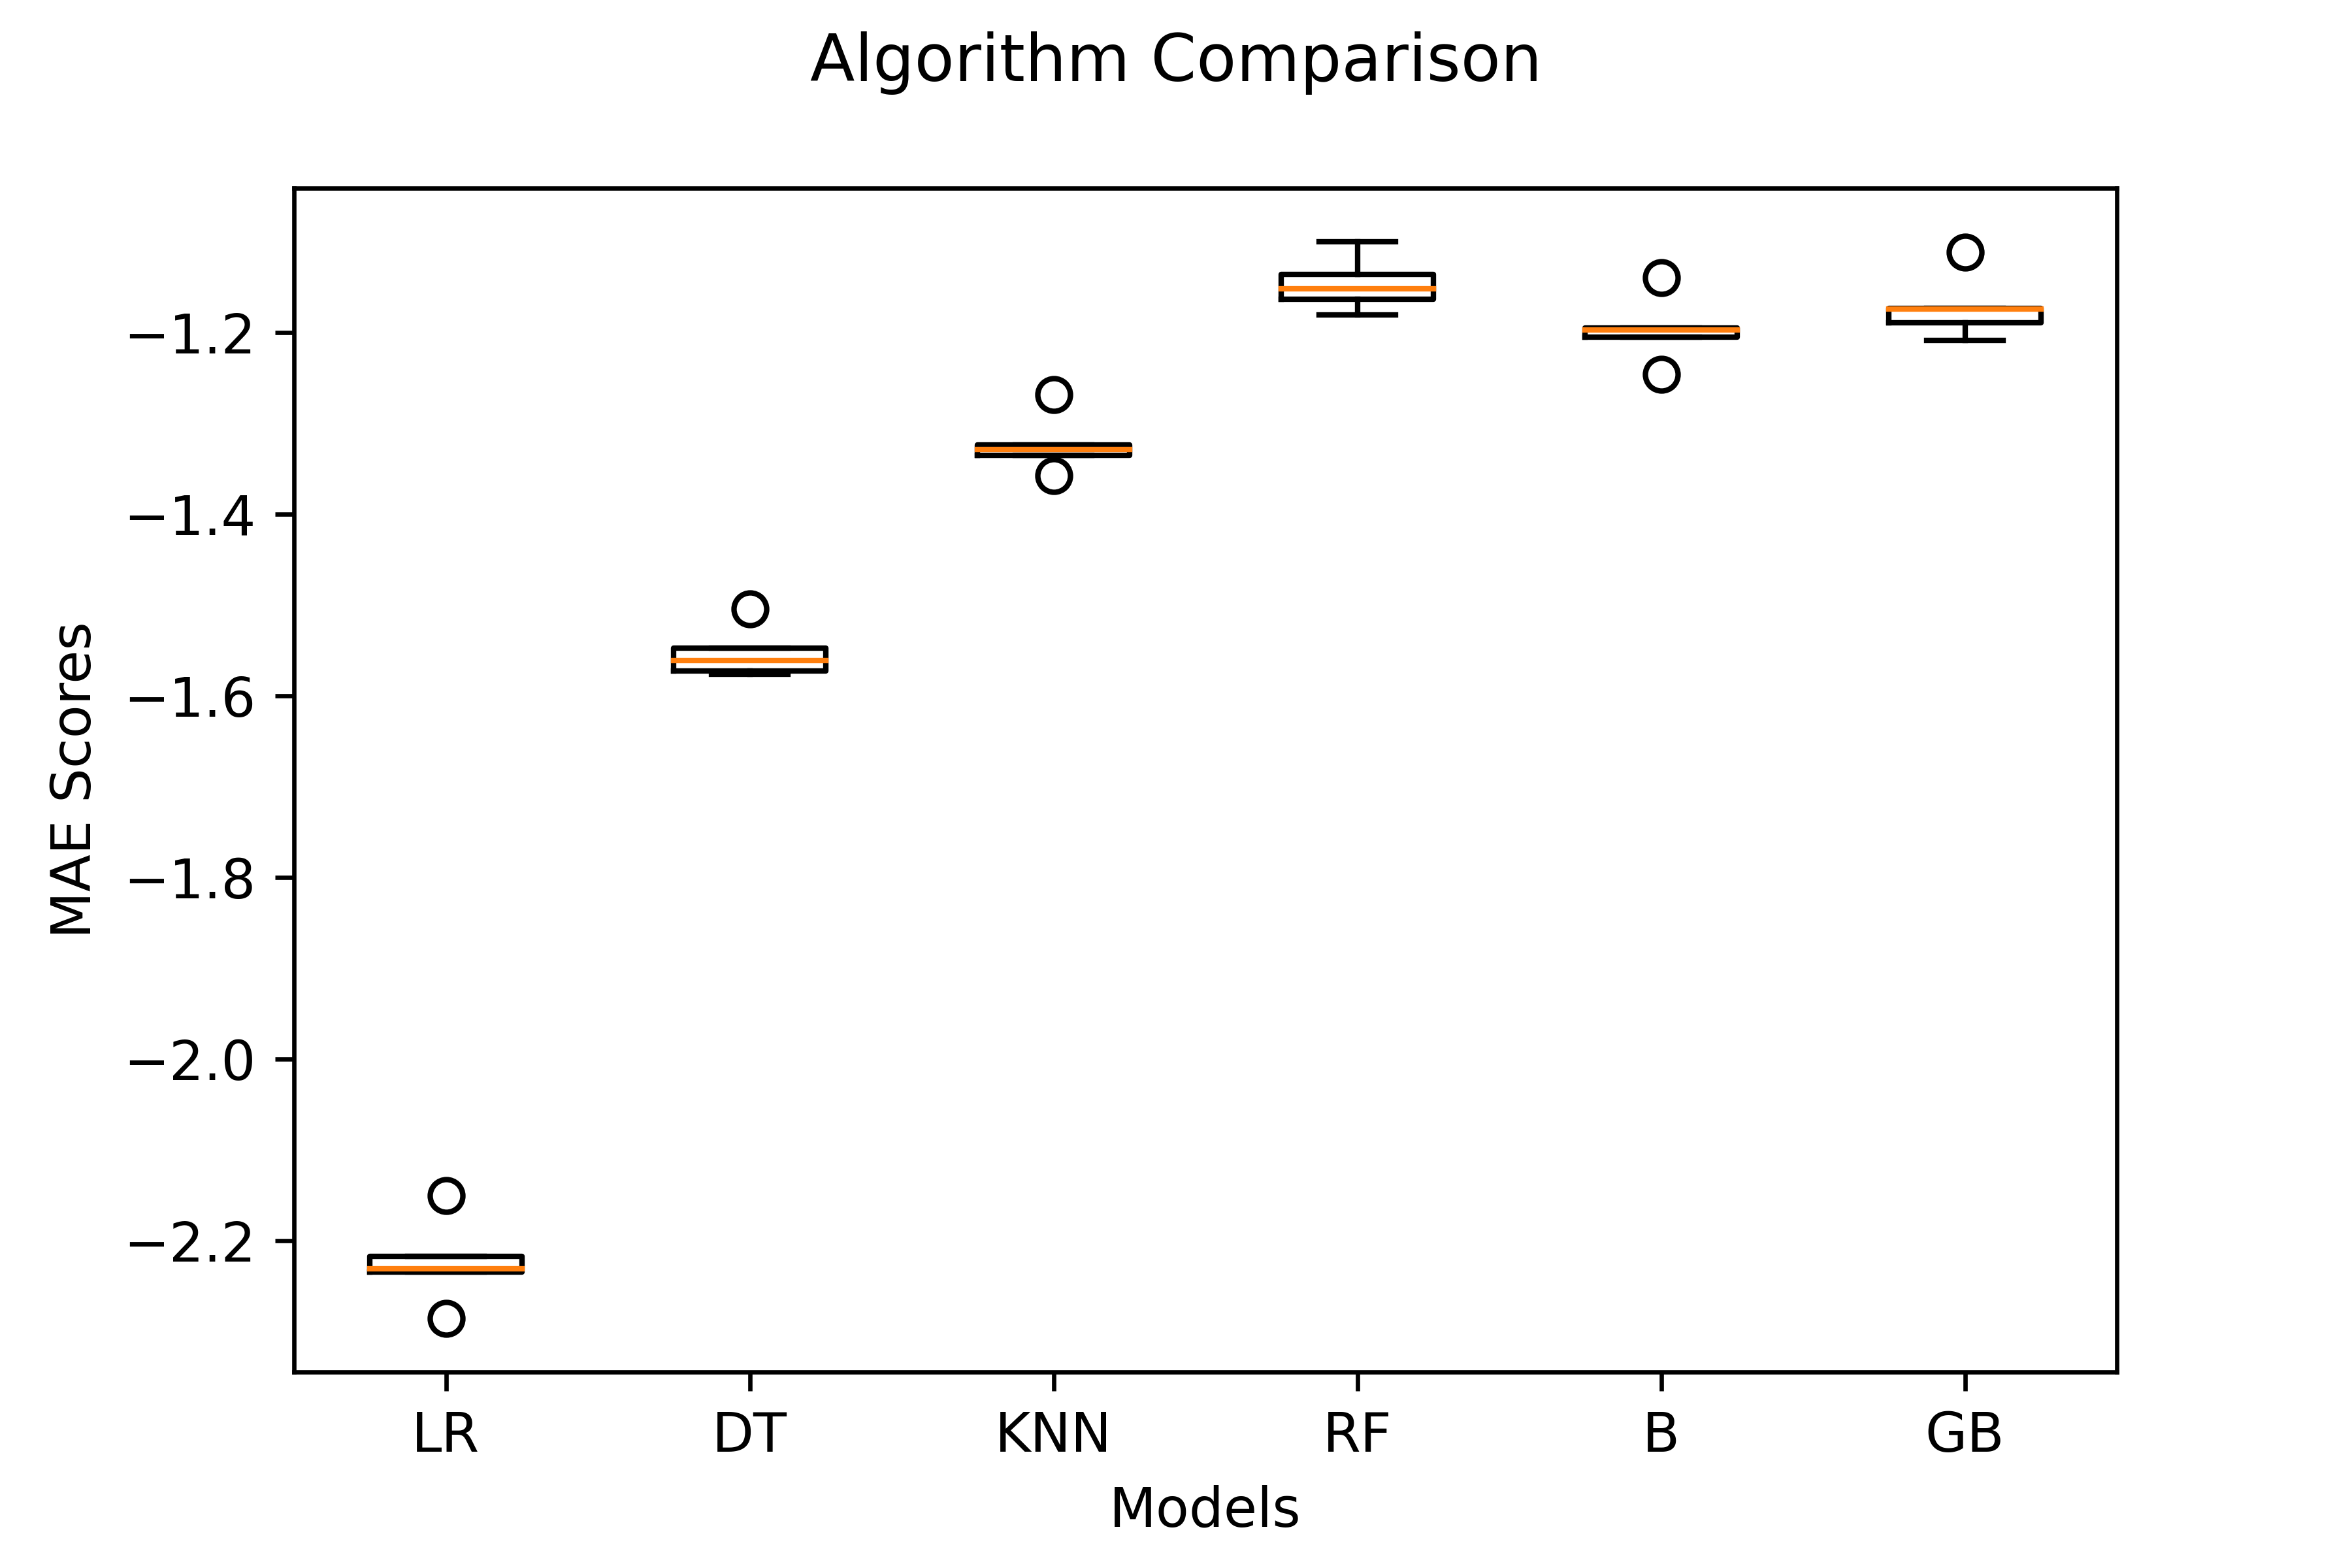 Algorithm Comparison
MAE Scores
−1.2
−1.4
−1.6
−1.8
−2.0
−2.2
LR DT KNN RF B GB
Models